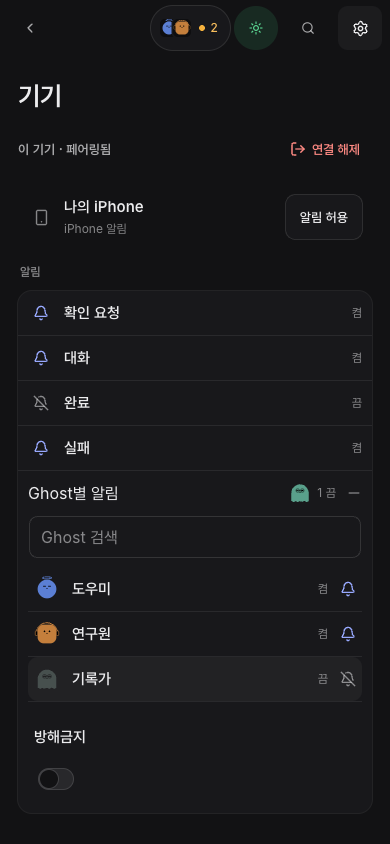 2
기기
이 기기 · 페어링됨
연결 해제
나의 iPhone
iPhone 알림
알림 허용
알림
확인 요청
켬
대화
켬
완료
끔
실패
켬
Ghost별 알림
1 끔
Ghost 검색
도우미
켬
연구원
켬
기록가
끔
방해금지